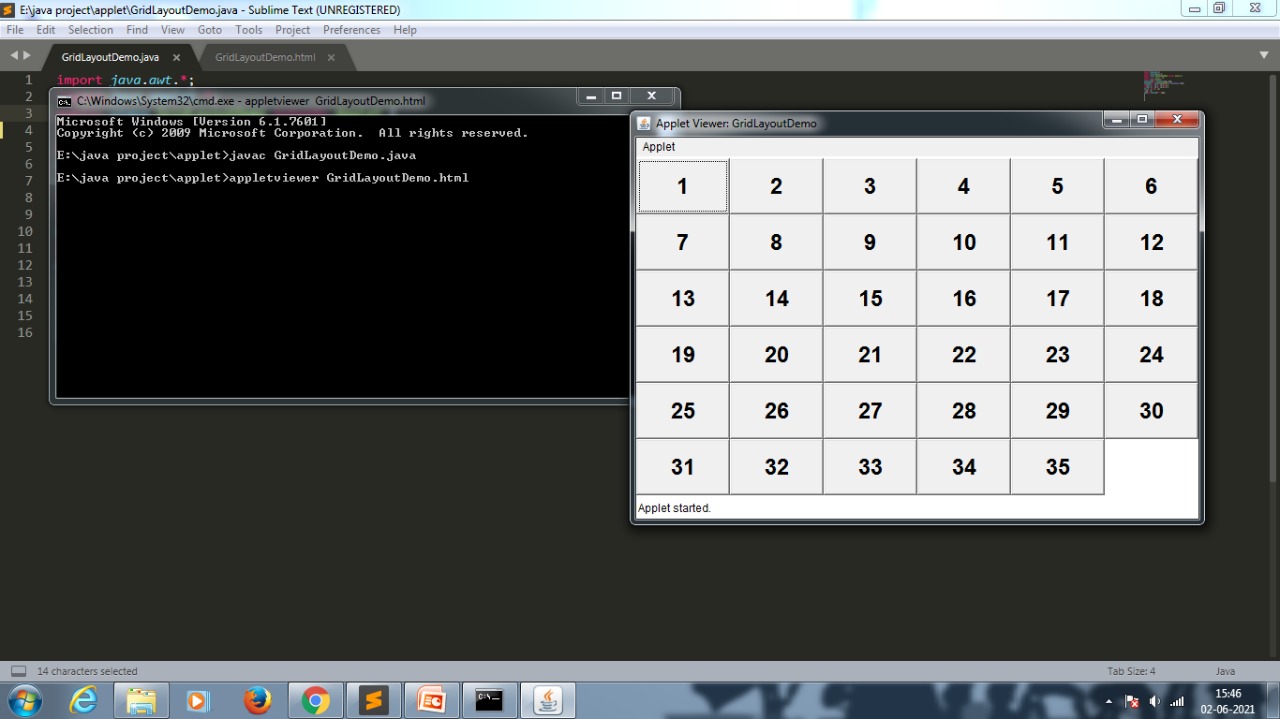 E:\java project\applet\GridLayoutDemo.java - Sublime Text (UNREGISTERED)
File Edit Selection Find View Goto Tools Project Preferences Help
GridLayoutDemo.java × GridLayoutDemo.html ×
1 import java.awt.*;
2
3
4
5
6
7
8
9
10
11
12
13
14
15
16
C:\Windows\System32\cmd.exe - appletviewer GridLayoutDemo.html
Microsoft Windows [Version 6.1.7601]
Copyright (c) 2009 Microsoft Corporation. All rights reserved.
E:\java project\applet>javac GridLayoutDemo.java
E:\java project\applet>appletviewer GridLayoutDemo.html
Applet Viewer: GridLayoutDemo
Applet
1 2 3 4 5 6
7 8 9 10 11 12
13 14 15 16 17 18
19 20 21 22 23 24
25 26 27 28 29 30
31 32 33 34 35
Applet started.
14 characters selected Tab Size: 4 Java
15:46
02-06-2021